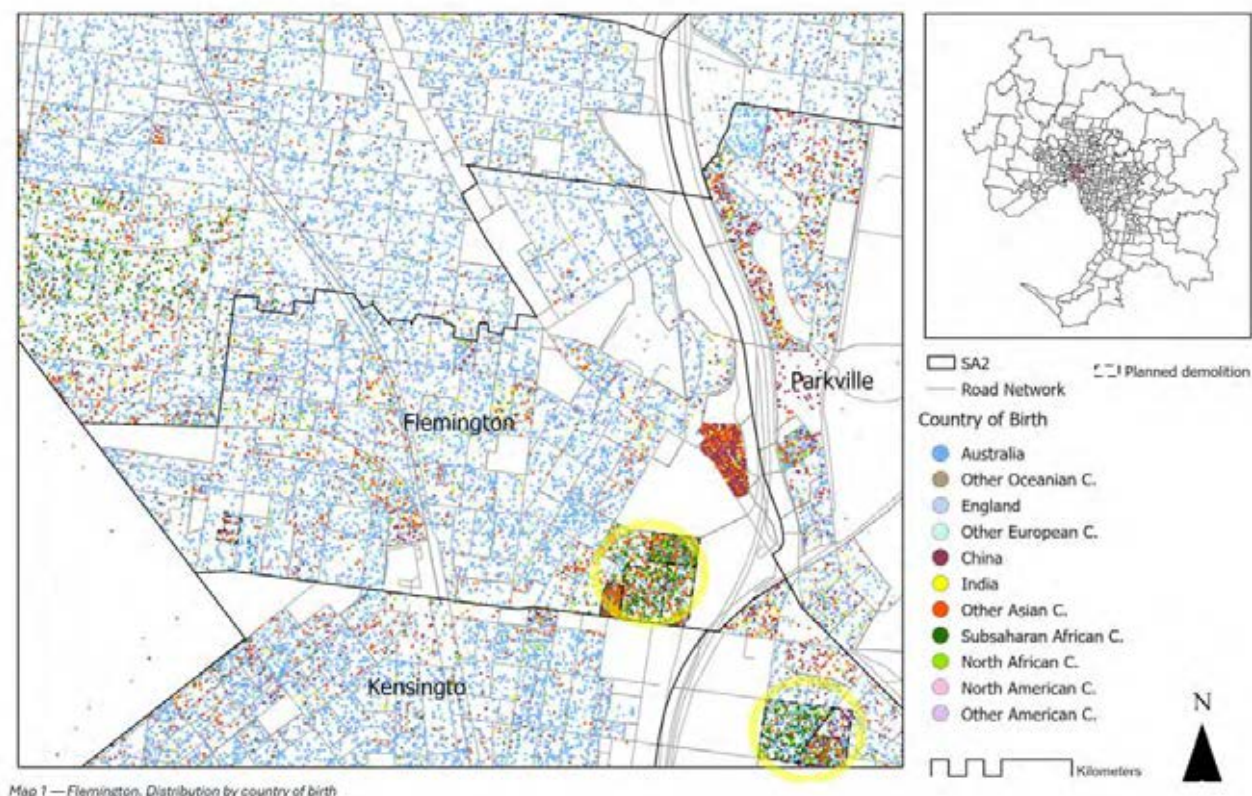 Parkville
Flemington
Kensingto
SA2
Planned demolition
Road Network
Country of Birth
Australia
Other Oceanian C.
England
Other European C.
China
India
Other Asian C.
Subsaharan African C.
North African C.
North American C.
Other American C.
N
Kilometers
Map 1 — Flemington. Distribution by country of birth